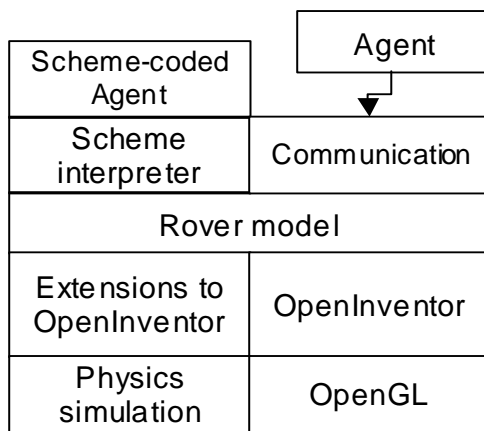 Agent
Scheme-coded
Agent
Scheme
interpreter
Communication
Rover model
Extensions to
OpenInventor
OpenInventor
Physics
simulation
OpenGL